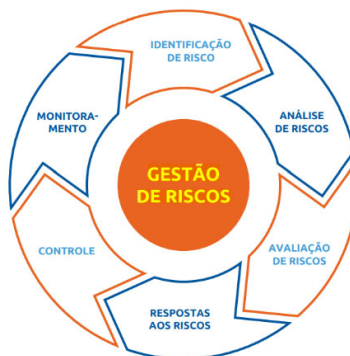 IDENTIFICAÇÃO
DE RISCO
ANÁLISE
DE RISCOS
AVALIAÇÃO
DE RISCOS
RESPOSTAS
AOS RISCOS
CONTROLE
MONITORA-
MENTO
GESTÃO
DE RISCOS